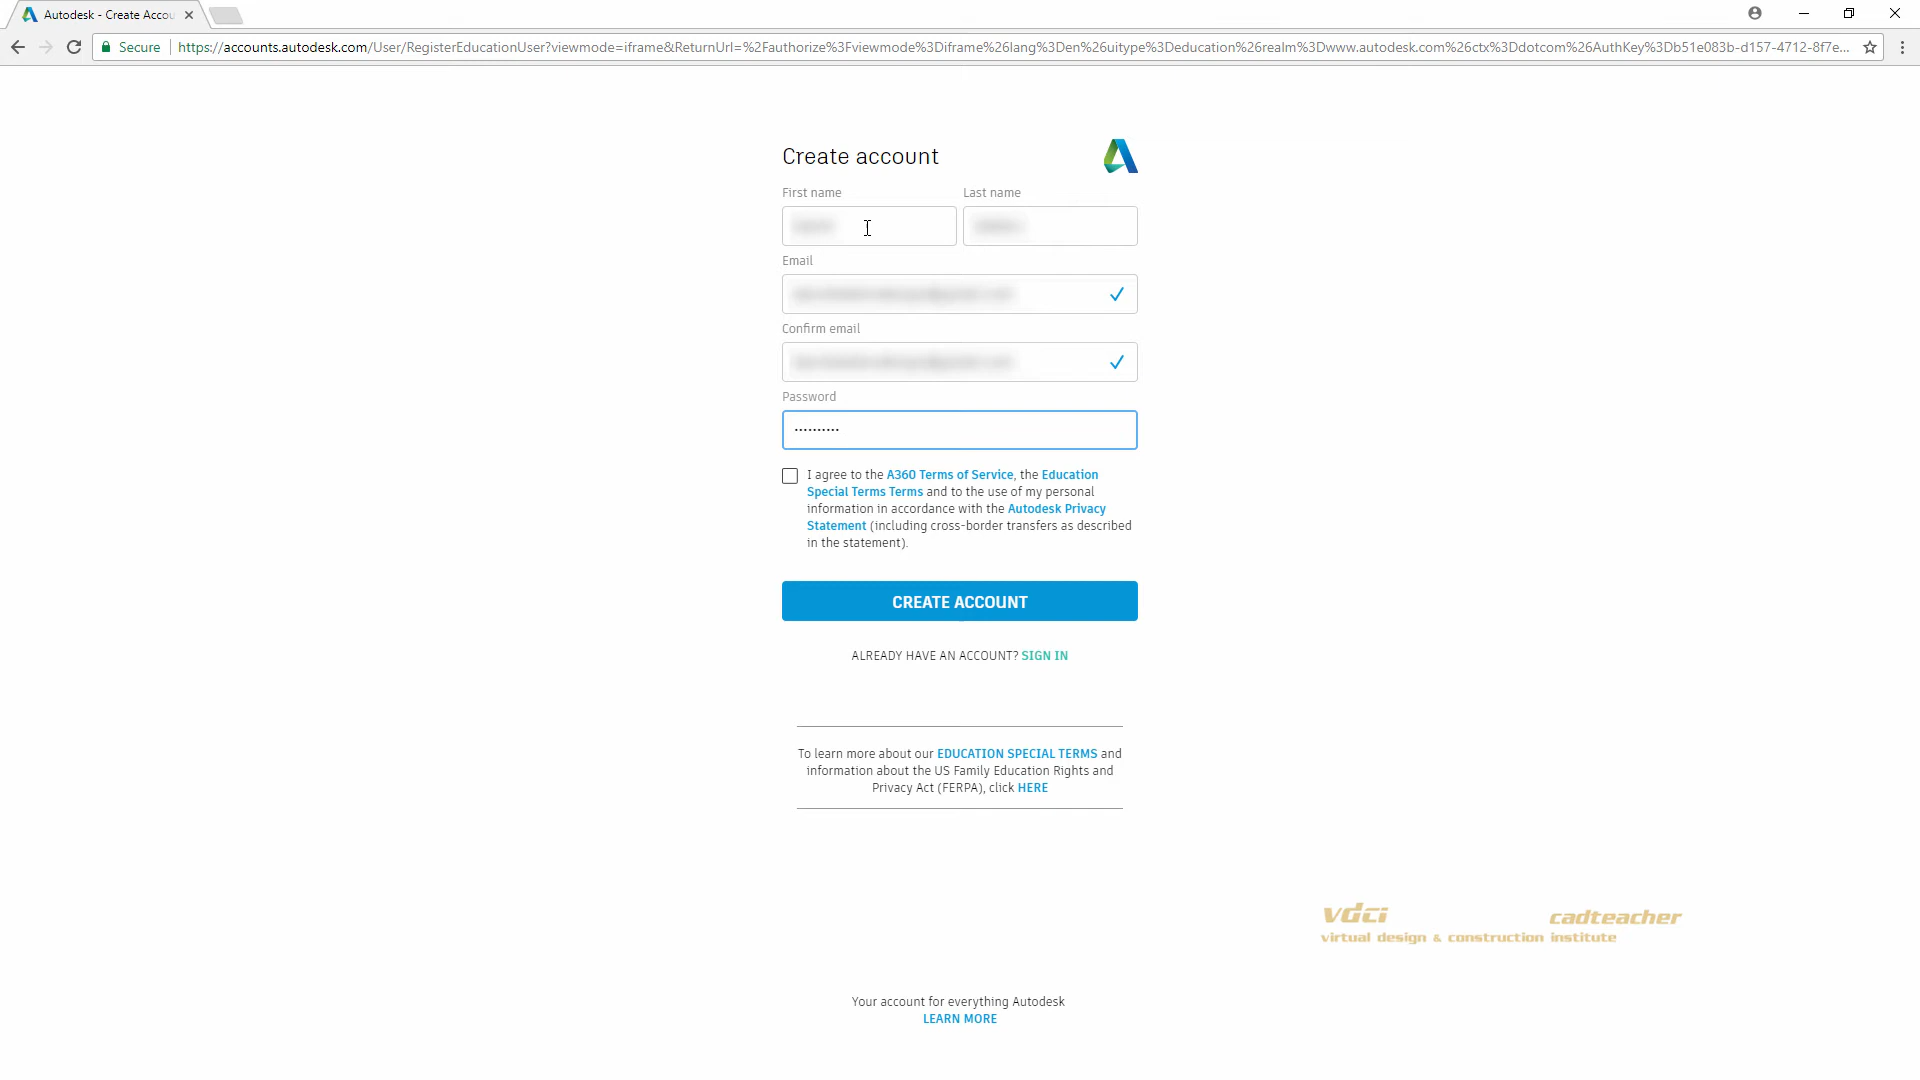 Autodesk - Create Accou
Secure
https://accounts.autodesk.com/User/RegisterEducationUser?viewmode=iframe&ReturnUrl=%2Fauthorize%3Fviewmode%3Diframe%26lang%3Den%26uitype%3Deducation%26realm%3Dwww.autodesk.com%26ctx%3Ddotcom%26AuthKey%3Db51e083b-d157-4712-8f7e...
Create account
First name
Last name
Email
Confirm email
Password
I agree to the A360 Terms of Service, the Education
Special Terms Terms and to the use of my personal
information in accordance with the Autodesk Privacy
Statement (including cross-border transfers as described
in the statement).
CREATE ACCOUNT
ALREADY HAVE AN ACCOUNT? SIGN IN
To learn more about our EDUCATION SPECIAL TERMS and
information about the US Family Education Rights and
Privacy Act (FERPA), click HERE
vdci
cadteacher
virtual design & construction institute
Your account for everything Autodesk
LEARN MORE